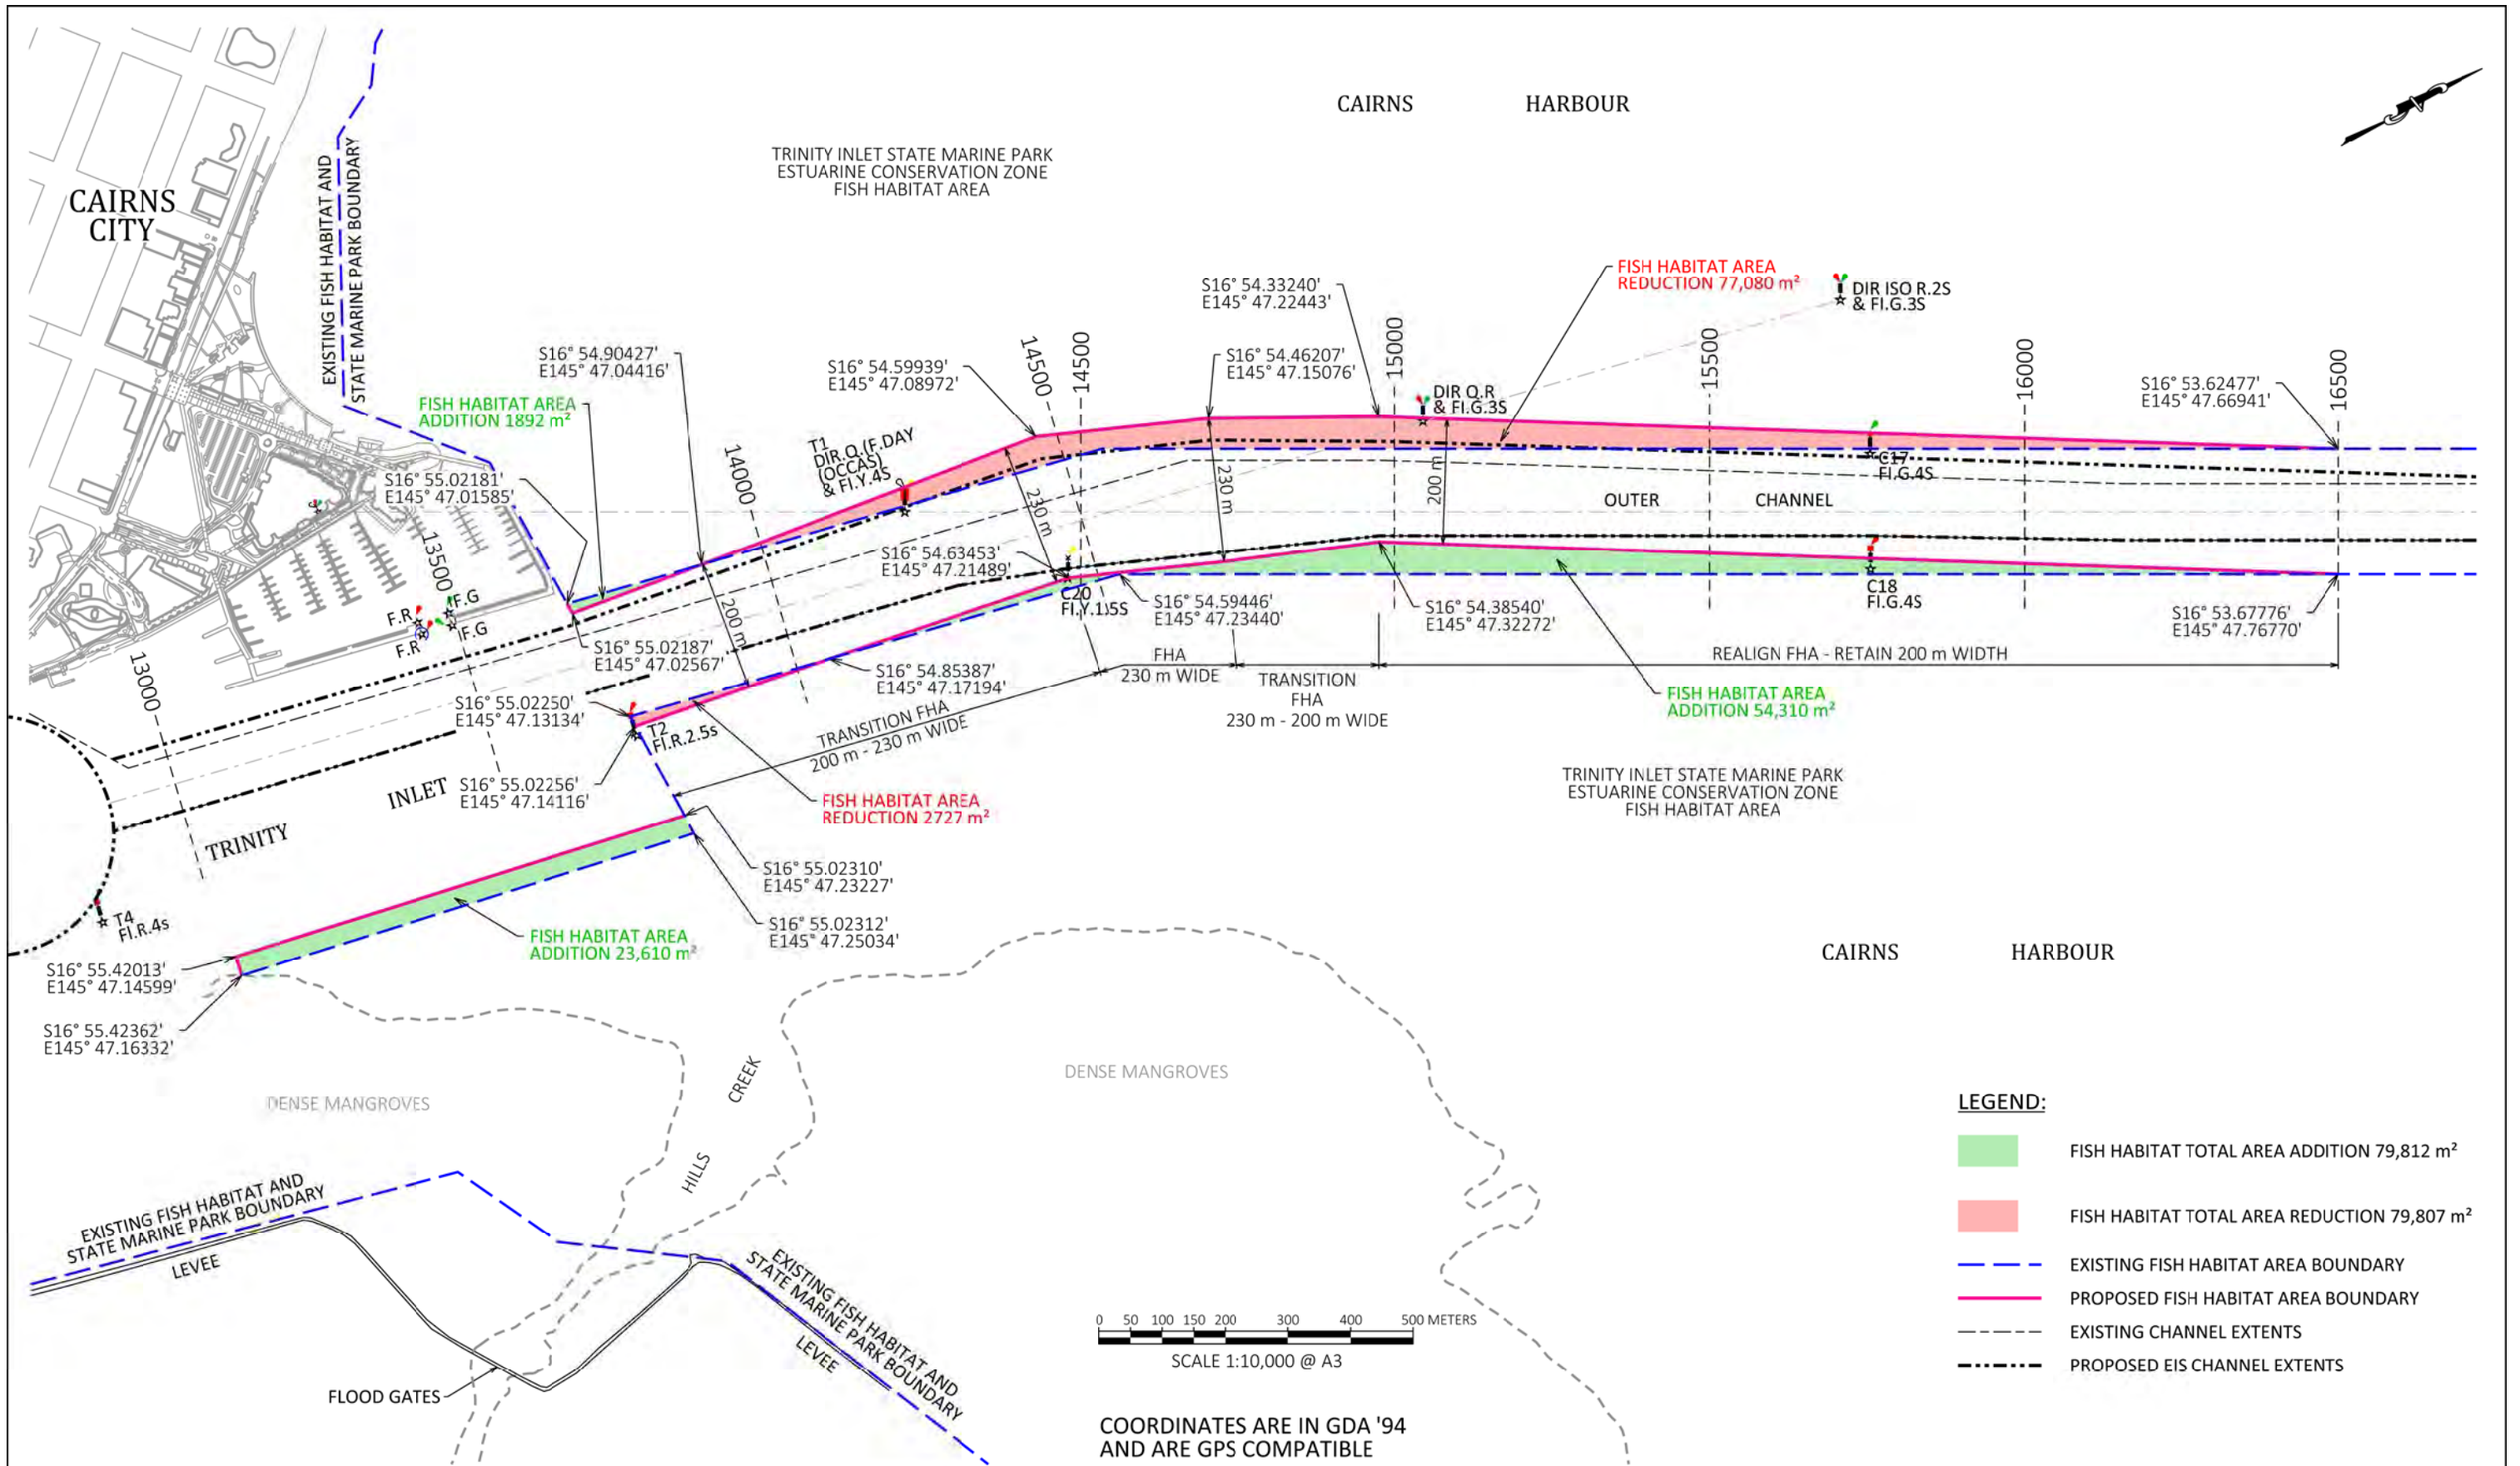 CAIRNS HARBOUR
TRINITY INLET STATE MARINE PARK
ESTUARINE CONSERVATION ZONE
FISH HABITAT AREA
CAIRNS
CITY
EXISTING FISH HABITAT AND
STATE MARINE PARK BOUNDARY
FISH HABITAT AREA
REDUCTION 77,080 m²
DIR ISO R.2S
& FI.G.3S
S16° 54.33240'
E145° 47.22443'
S16° 54.90427'
E145° 47.04416'
S16° 54.59939'
E145° 47.08972'
14500
14500
S16° 54.46207'
E145° 47.15076'
15000
15500
16000
S16° 53.62477'
E145° 47.66941'
16500
FISH HABITAT AREA
ADDITION 1892 m²
DIR Q.R
& FI.G.3S
T1
DIR.Q.(F.DAY
(OCCAS)
& FI.Y.4S
14000
S16° 55.02181'
E145° 47.01585'
C17
FI.G.4S
230 m
230 m
200 m
OUTER CHANNEL
S16° 54.63453'
E145° 47.21489'
13500
F.G
F.G
F.R
F.R
C20
FI.Y.1.5S
C18
FI.G.4S
S16° 54.59446'
E145° 47.23440'
S16° 54.38540'
E145° 47.32272'
S16° 53.67776'
E145° 47.76770'
200 m
S16° 55.02187'
E145° 47.02567'
13000
S16° 54.85387'
E145° 47.17194'
FHA
230 m WIDE
REALIGN FHA - RETAIN 200 m WIDTH
TRANSITION
FHA
230 m - 200 m WIDE
S16° 55.02250'
E145° 47.13134'
T2
FI.R.2.5s
TRANSITION FHA
200 m - 230 m WIDE
FISH HABITAT AREA
ADDITION 54,310 m²
S16° 55.02256'
E145° 47.14116'
TRINITY INLET
FISH HABITAT AREA
REDUCTION 2727 m²
TRINITY INLET STATE MARINE PARK
ESTUARINE CONSERVATION ZONE
FISH HABITAT AREA
S16° 55.02310'
E145° 47.23227'
S16° 55.02312'
E145° 47.25034'
T4
FI.R.4s
FISH HABITAT AREA
ADDITION 23,610 m²
S16° 55.42013'
E145° 47.14599'
S16° 55.42362'
E145° 47.16332'
CAIRNS HARBOUR
DENSE MANGROVES
DENSE MANGROVES
HILLS CREEK
EXISTING FISH HABITAT AND
STATE MARINE PARK BOUNDARY
LEVEE
EXISTING FISH HABITAT AND
STATE MARINE PARK BOUNDARY
LEVEE
FLOOD GATES
0 50 100 150 200 300 400 500 METERS
SCALE 1:10,000 @ A3
COORDINATES ARE IN GDA '94
AND ARE GPS COMPATIBLE
LEGEND:
FISH HABITAT TOTAL AREA ADDITION 79,812 m²
FISH HABITAT TOTAL AREA REDUCTION 79,807 m²
EXISTING FISH HABITAT AREA BOUNDARY
PROPOSED FISH HABITAT AREA BOUNDARY
EXISTING CHANNEL EXTENTS
PROPOSED EIS CHANNEL EXTENTS